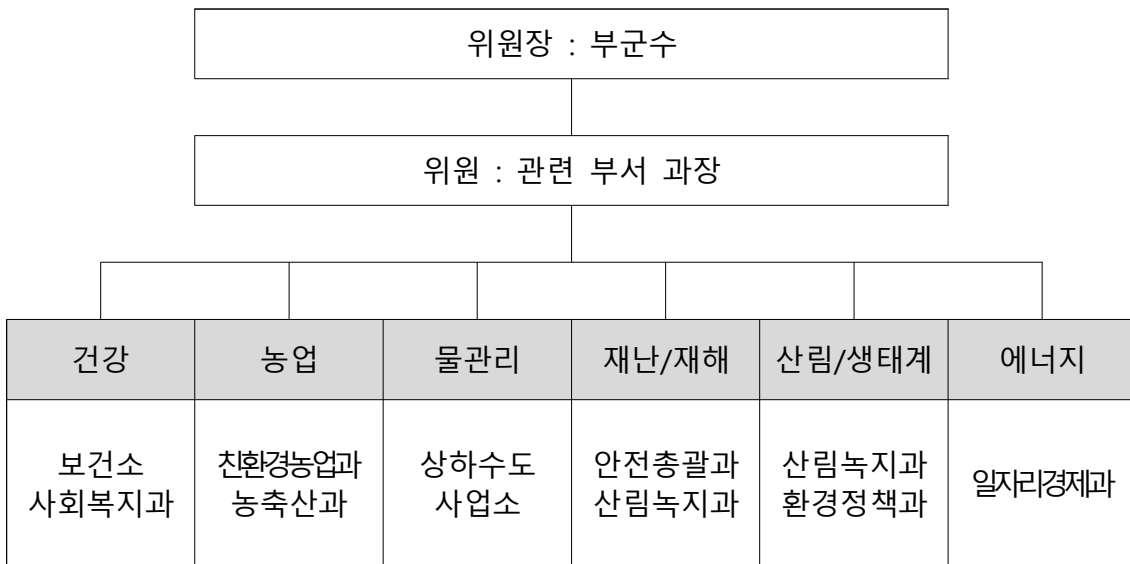 위원장 : 부군수
위원 : 관련 부서 과장
건강
농업
물관리
재난/재해
산림/생태계
에너지
보건소
사회복지과
친환경농업과
농축산과
상하수도
사업소
안전총괄과
산림녹지과
산림녹지과
환경정책과
일자리경제과